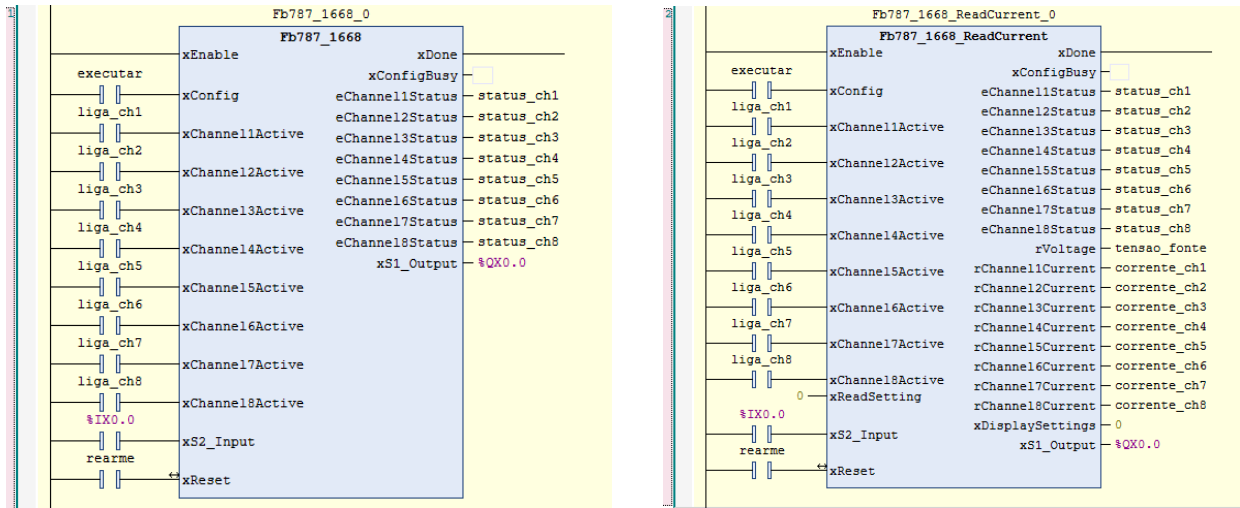 1
Fb787_1668_0
Fb787_1668
xEnable
xDone
executar
xConfigBusy
xConfig
eChannel1Status
status_ch1
liga_ch1
eChannel2Status
status_ch2
xChannel1Active
eChannel3Status
status_ch3
liga_ch2
eChannel4Status
status_ch4
xChannel2Active
eChannel5Status
status_ch5
liga_ch3
eChannel6Status
status_ch6
xChannel3Active
eChannel7Status
status_ch7
liga_ch4
eChannel8Status
status_ch8
xChannel4Active
xS1_Output
%QX0.0
liga_ch5
xChannel5Active
liga_ch6
xChannel6Active
liga_ch7
xChannel7Active
liga_ch8
xChannel8Active
%IX0.0
xS2_Input
rearme
xReset
2
Fb787_1668_ReadCurrent_0
Fb787_1668_ReadCurrent
xEnable
xDone
executar
xConfigBusy
xConfig
eChannel1Status
status_ch1
liga_ch1
eChannel2Status
status_ch2
xChannel1Active
eChannel3Status
status_ch3
liga_ch2
eChannel4Status
status_ch4
xChannel2Active
eChannel5Status
status_ch5
liga_ch3
eChannel6Status
status_ch6
xChannel3Active
eChannel7Status
status_ch7
liga_ch4
eChannel8Status
status_ch8
xChannel4Active
rVoltage
tensao_fonte
liga_ch5
rChannel1Current
corrente_ch1
xChannel5Active
rChannel2Current
corrente_ch2
liga_ch6
rChannel3Current
corrente_ch3
xChannel6Active
rChannel4Current
corrente_ch4
liga_ch7
rChannel5Current
corrente_ch5
xChannel7Active
rChannel6Current
corrente_ch6
liga_ch8
rChannel7Current
corrente_ch7
xChannel8Active
0
xReadSetting
rChannel8Current
corrente_ch8
%IX0.0
xDisplaySettings
0
xS2_Input
xS1_Output
%QX0.0
rearme
xReset